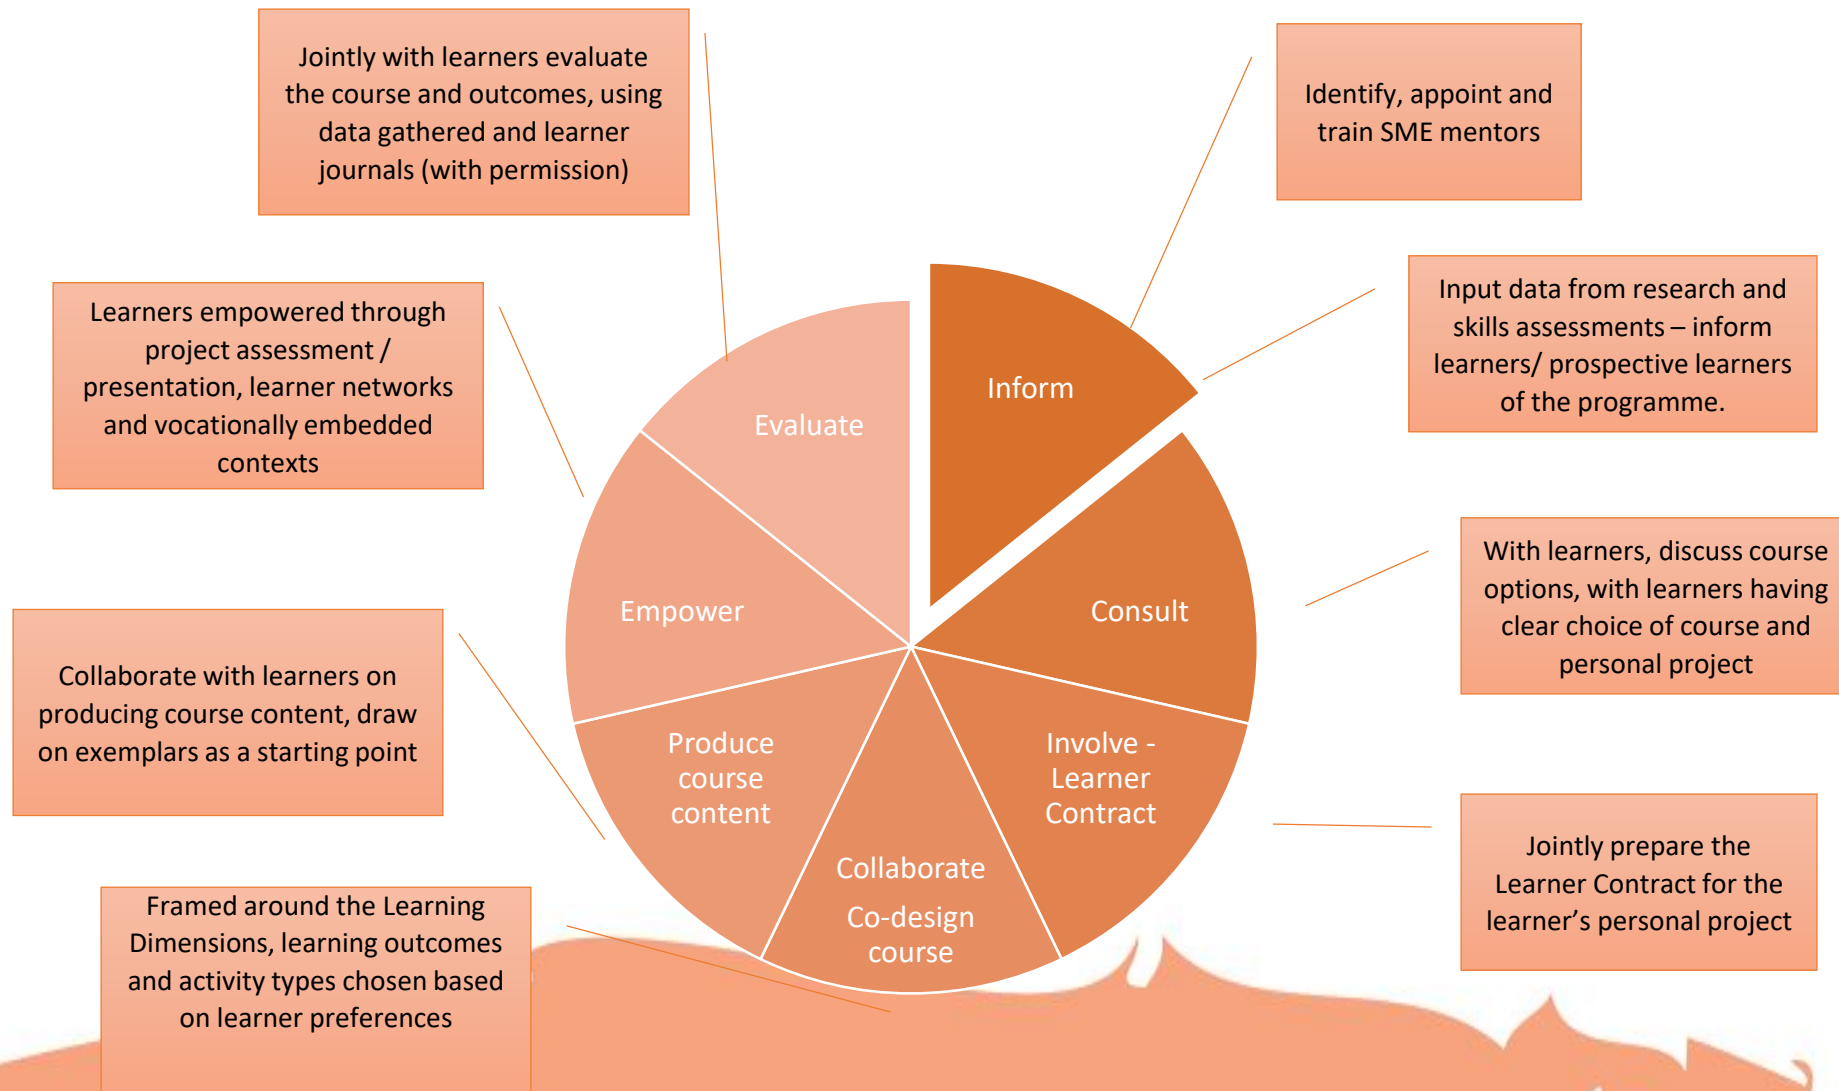 Jointly with learners evaluate
the course and outcomes, using
data gathered and learner
journals (with permission)
Identify, appoint and
train SME mentors
Input data from research and
skills assessments – inform
learners/ prospective learners
of the programme.
Learners empowered through
project assessment /
presentation, learner networks
and vocationally embedded
contexts
Inform
Evaluate
With learners, discuss course
options, with learners having
clear choice of course and
personal project
Consult
Empower
Collaborate with learners on
producing course content, draw
on exemplars as a starting point
Involve -
Learner
Contract
Produce
course
content
Jointly prepare the
Learner Contract for the
learner’s personal project
Collaborate
Co-design
course
Framed around the Learning
Dimensions, learning outcomes
and activity types chosen based
on learner preferences